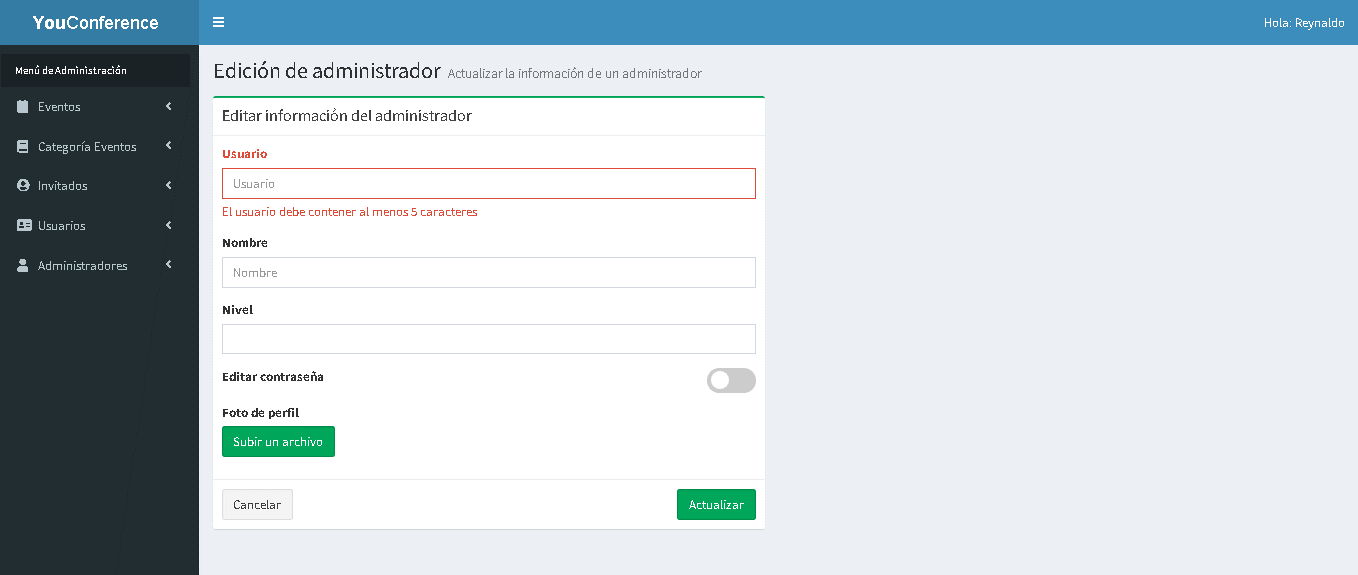 YouConference
Hola: Reynaldo
Menú de Administración
Eventos
Categoría Eventos
Invitados
Usuarios
Administradores
Edición de administrador Actualizar la información de un administrador
Editar información del administrador
Usuario
Usuario
El usuario debe contener al menos 5 caracteres
Nombre
Nombre
Nivel
Editar contraseña
Foto de perfil
Subir un archivo
Cancelar
Actualizar